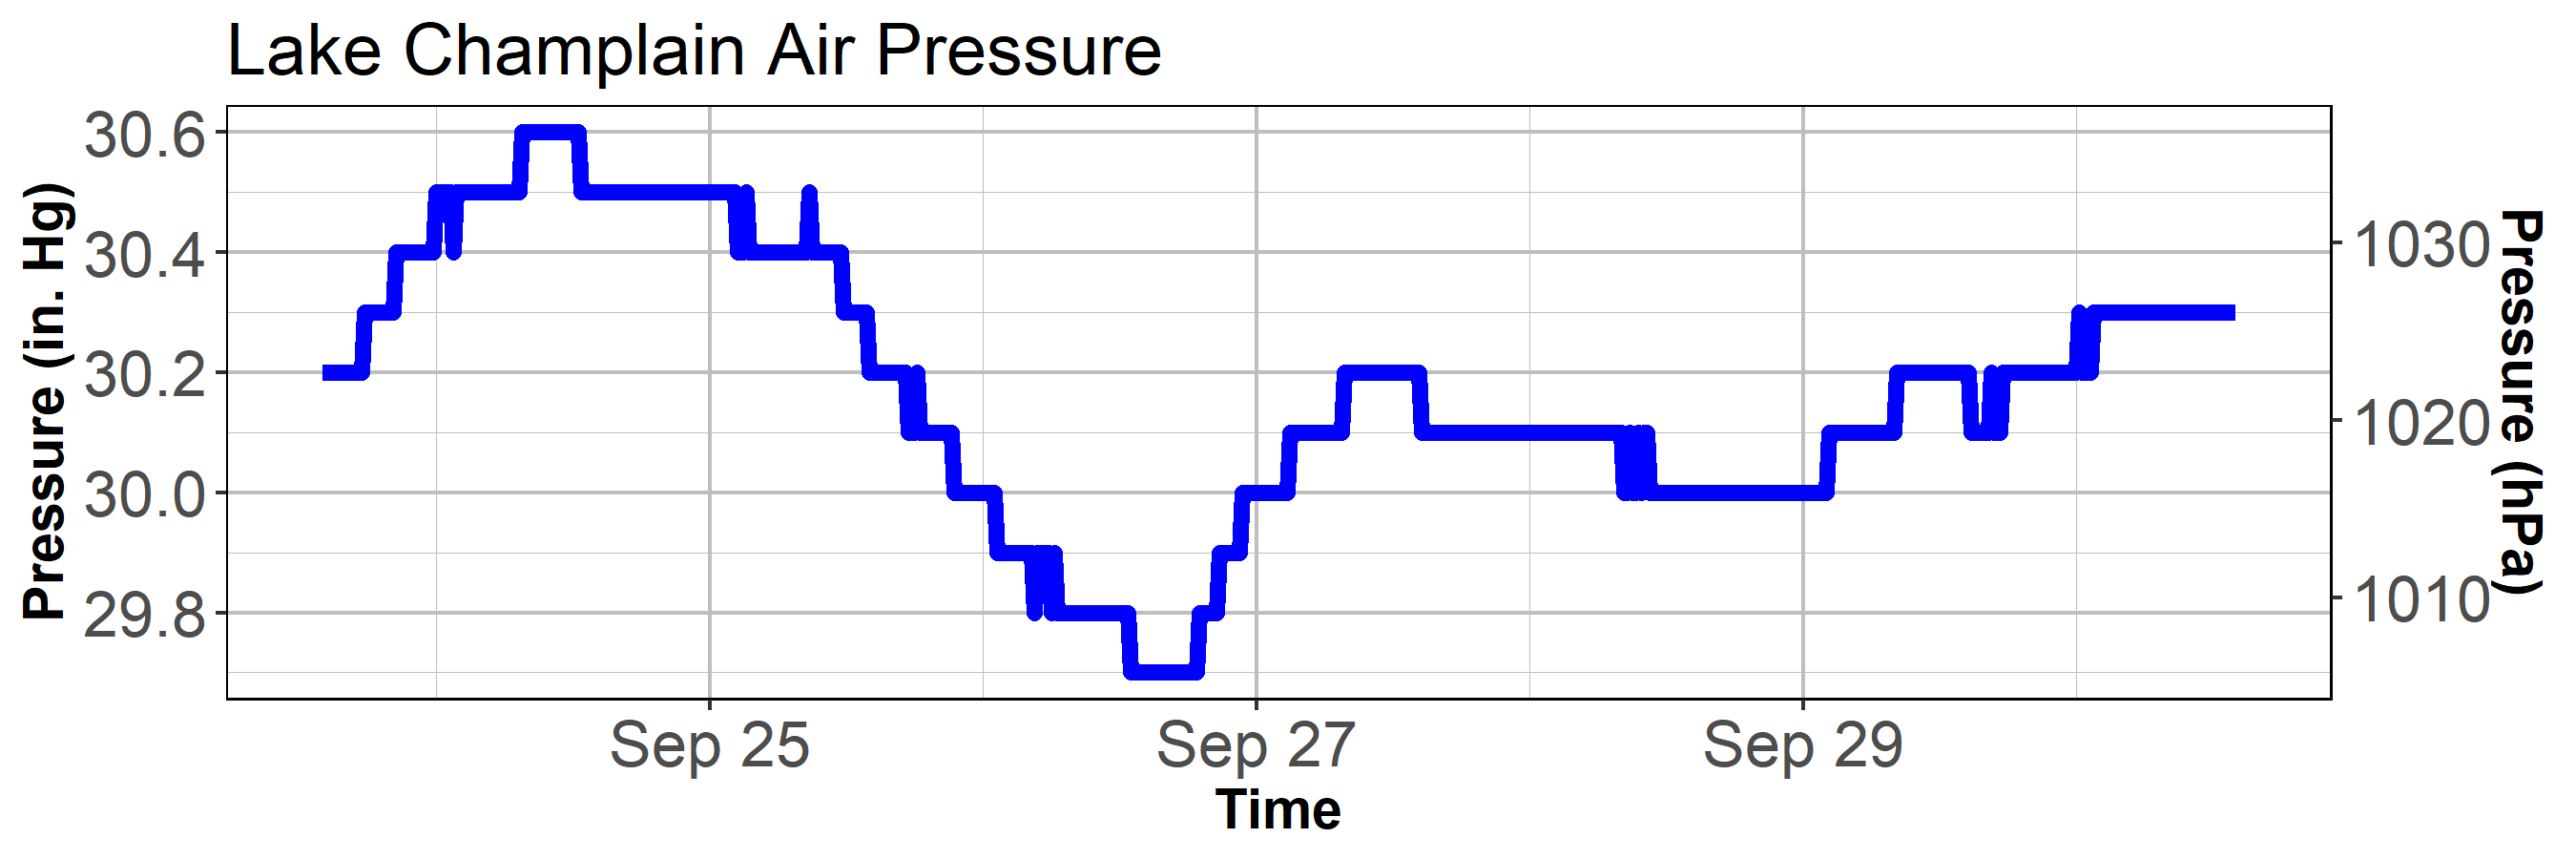 Lake Champlain Air Pressure
Pressure (in. Hg)
30.6
30.4
30.2
30.0
29.8
1030
1020
1010
Pressure (hPa)
Sep 25 Sep 27 Sep 29
Time